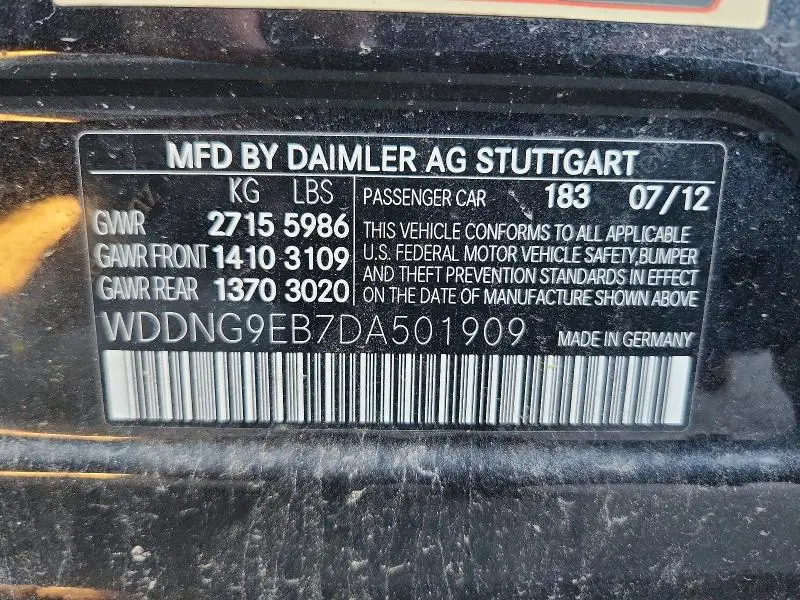 MFD BY DAIMLER AG STUTTGART
KG LBS
GVWR 2715 5986
GAWR FRONT 1410 3109
GAWR REAR 1370 3020
PASSENGER CAR 183 07/12
THIS VEHICLE CONFORMS TO ALL APPLICABLE
U.S. FEDERAL MOTOR VEHICLE SAFETY,BUMPER
AND THEFT PREVENTION STANDARDS IN EFFECT
ON THE DATE OF MANUFACTURE SHOWN ABOVE
WDDNG9EB7DA501909 MADE IN GERMANY